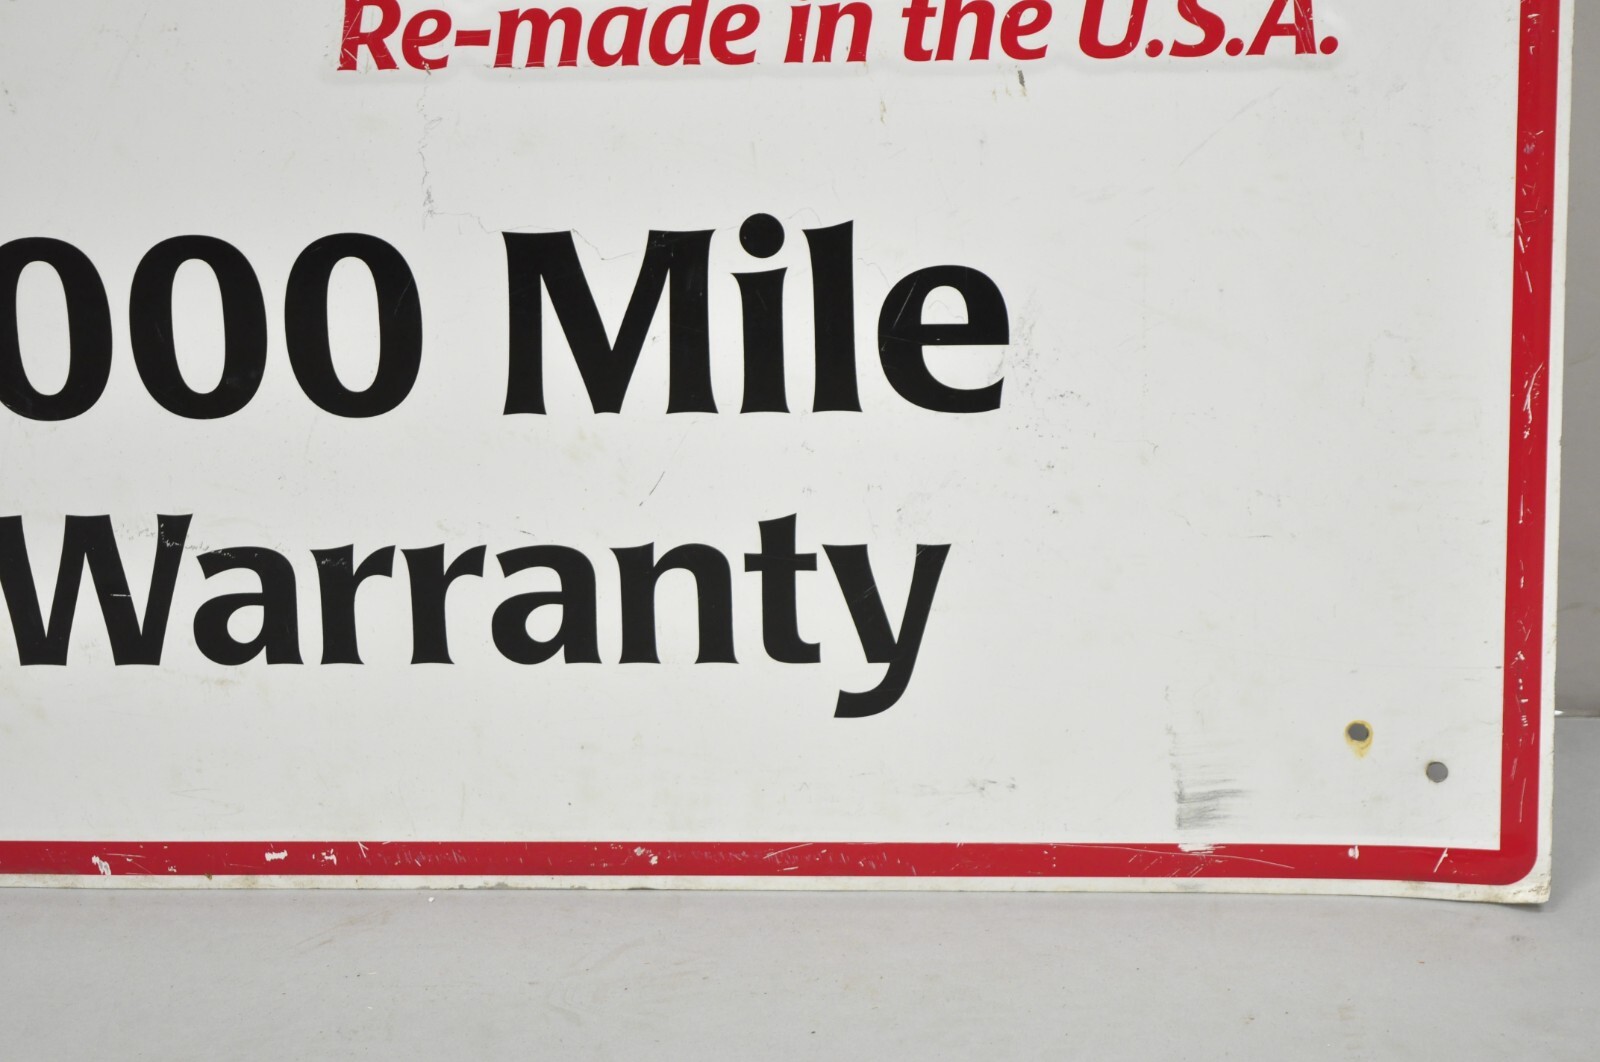 Re-made in the U.S.A.
000 Mile
Warranty